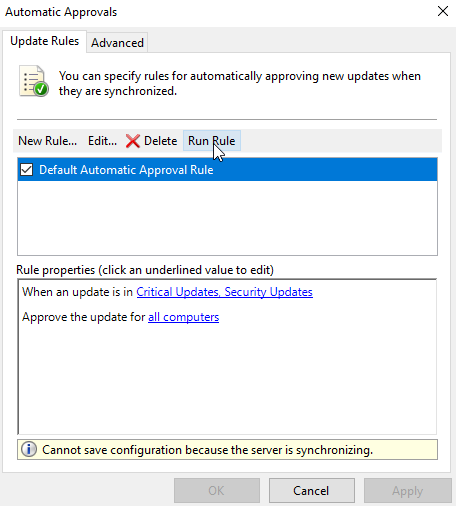 Automatic Approvals
Update Rules
Advanced
You can specify rules for automatically approving new updates when
they are synchronized.
New Rule... Edit... Delete Run Rule
Default Automatic Approval Rule
Rule properties (click an underlined value to edit)
When an update is in Critical Updates, Security Updates
Approve the update for all computers
Cannot save configuration because the server is synchronizing.
OK Cancel Apply